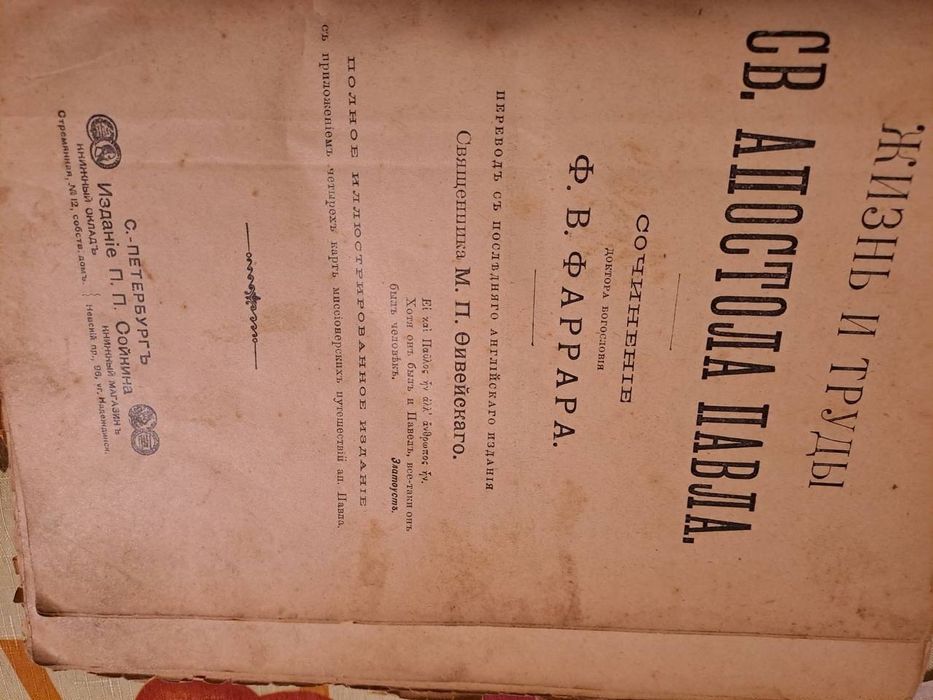 ЖИЗНЬ И ТРУДЫ
СВ. АПОСТОЛА ПАВЛА.
СОЧИНЕНІЕ
ДОКТОРА БОГОСЛОВІЯ
Ф. В. ФАРРАРА.
ПЕРЕВОДЪ СЪ ПОСЛѢДНЯГО АНГЛІЙСКАГО ИЗДАНІЯ
Священника М. П. Ѳивейскаго.
Εἰ καὶ Παῦλος ἦν ἀλλ' ἄνθρωπος ἦν.
Хотя онъ былъ и Павелъ, все-таки онъ
былъ человѣкъ.
Златоустъ.
ПОЛНОЕ ИЛЛЮСТРИРОВАННОЕ ИЗДАНІЕ
съ приложеніемъ четырехъ картъ миссіонерскихъ путешествій ап. Павла.
С.-ПЕТЕРБУРГЪ
Изданіе П. П. Сойкина
КНИЖНЫЙ СКЛАДЪ КНИЖНЫЙ МАГАЗИНЪ
Стремянная, № 12, собств. домъ. Невскій пр., 96, уг. Надеждинск.